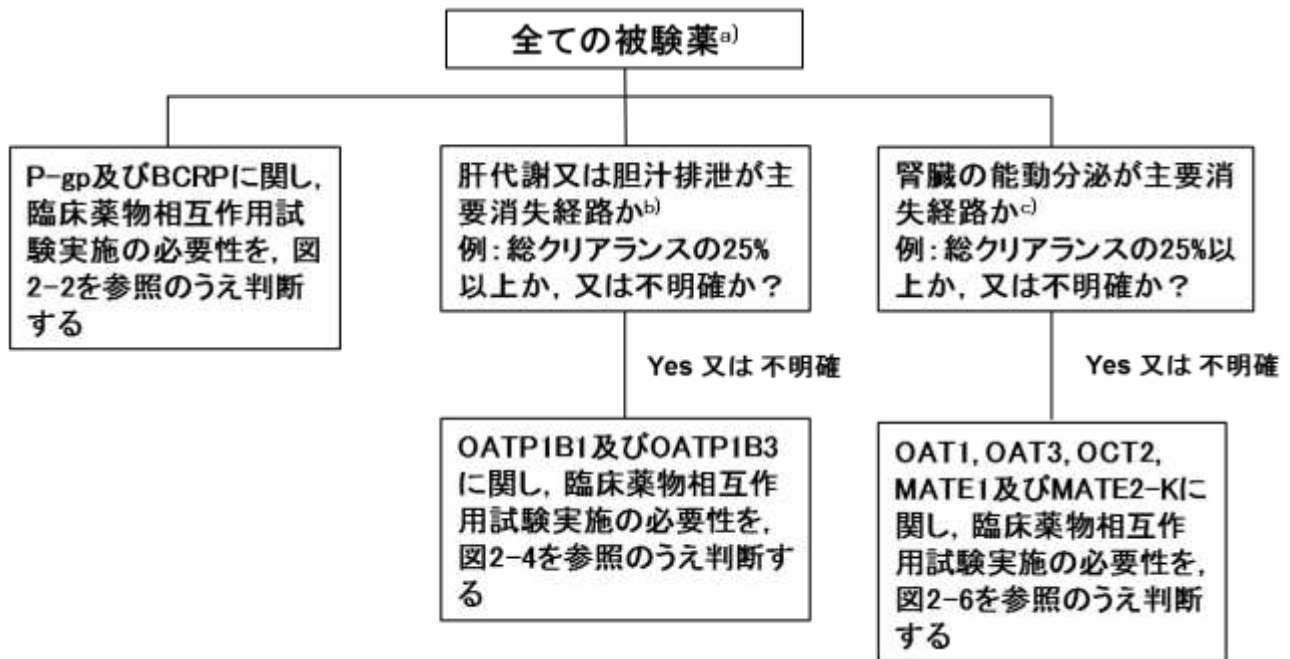 全ての被験薬a)
P-gp及びBCRPに関し,
臨床薬物相互作用試
験実施の必要性を, 図
2-2を参照のうえ判断
する
肝代謝又は胆汁排泄が主
要消失経路かb)
例：総クリアランスの25%
以上か, 又は不明確か？
腎臓の能動分泌が主要消
失経路かc)
例：総クリアランスの25%以
上か, 又は不明確か？
Yes 又は 不明確
Yes 又は 不明確
OATP1B1及びOATP1B3
に関し, 臨床薬物相互作
用試験実施の必要性を,
図2-4を参照のうえ判断す
る
OAT1, OAT3, OCT2,
MATE1及びMATE2-Kに
関し, 臨床薬物相互作
用試験実施の必要性を,
図2-6を参照のうえ判断
する